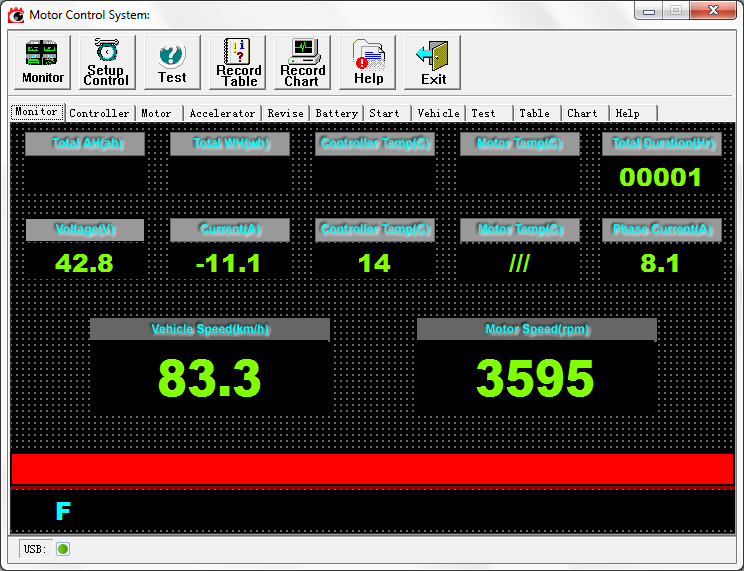 Motor Control System:
Monitor
Setup
Control
Test
Record
Table
Record
Chart
Help
Exit
Monitor Controller Motor Accelerator Revise Battery Start Vehicle Test Table Chart Help
Total AH(ah) Total WH(wh) Controller Temp(C) Motor Temp(C) Total Duration(Hr)
00001
Voltage(V) Current(A) Controller Temp(C) Motor Temp(C) Phase Current(A)
42.8 -11.1 14 /// 8.1
Vehicle Speed(km/h) Motor Speed(rpm)
83.3 3595
F
USB: